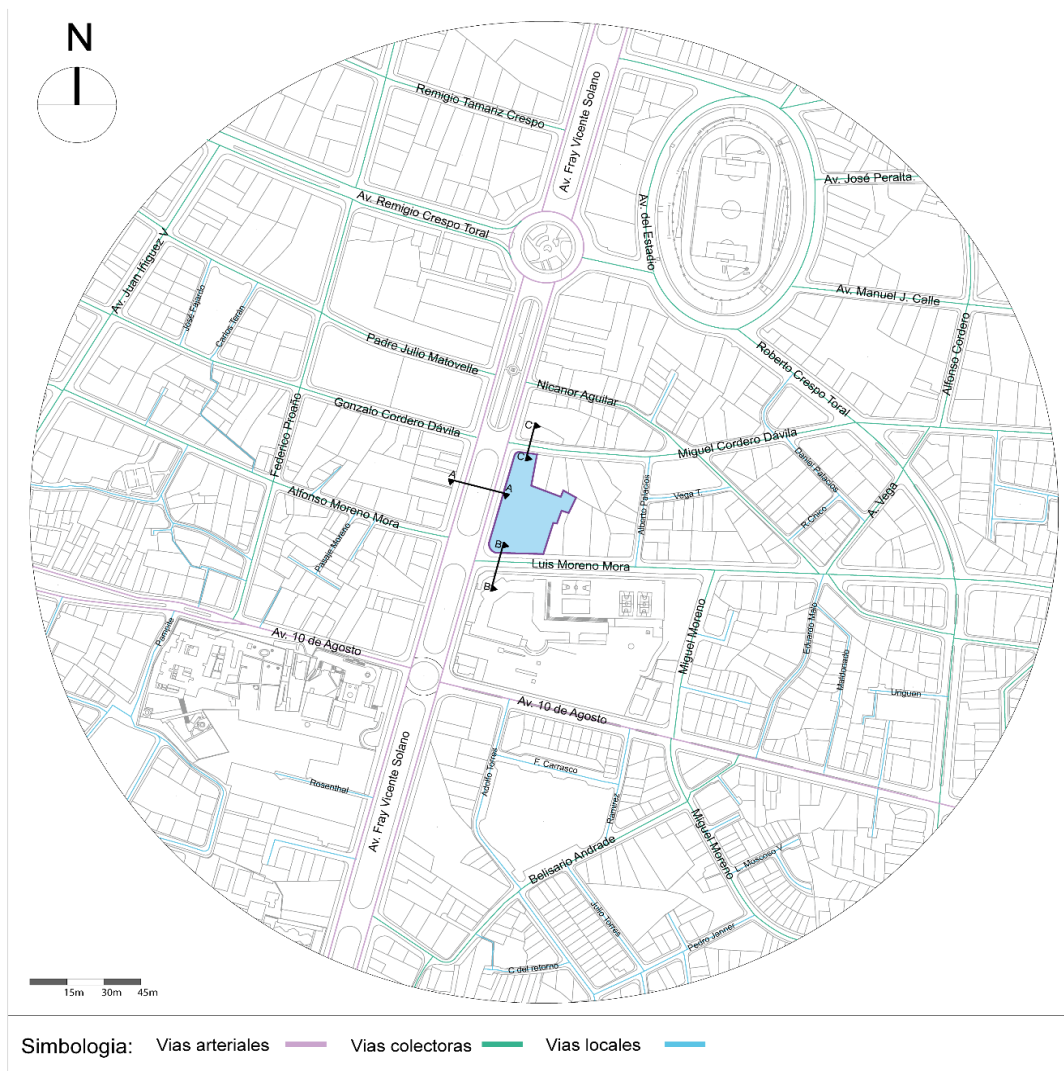 N
Remigio Tamariz Crespo
Av. Fray Vicente Solano
Av. José Peralta
Av. Remigio Crespo Toral
Av. del Estadio
Av. Juan Iñiguez V
José Fajardo
Carlos Teran
Av. Manuel J. Calle
Alfonso Cordero
Padre Julio Matovelle
Roberto Crespo Toral
Nicanor Aguilar
Gonzalo Cordero Dávila
Federico Proaño
Miguel Cordero Dávila
C
C
A
A
Daniel Palacios
Alberto Palacios
Vega T.
A. Vega
R. Chico
Alfonso Moreno Mora
Pasaje Moreno
B
B
Luis Moreno Mora
Miguel Moreno
Eduardo Malo
Maldonado
Av. 10 de Agosto
Av. 10 de Agosto
Unguen
F. Carrasco
Adolfo Torres
Ramirez
Rosenthal
Av. Fray Vicente Solano
Belisario Andrade
Miguel Moreno
L. Moscoso V
Julio Torres
Pedro Jenner
C del retorno
15m 30m 45m
Simbologia: Vias arteriales Vias colectoras Vias locales